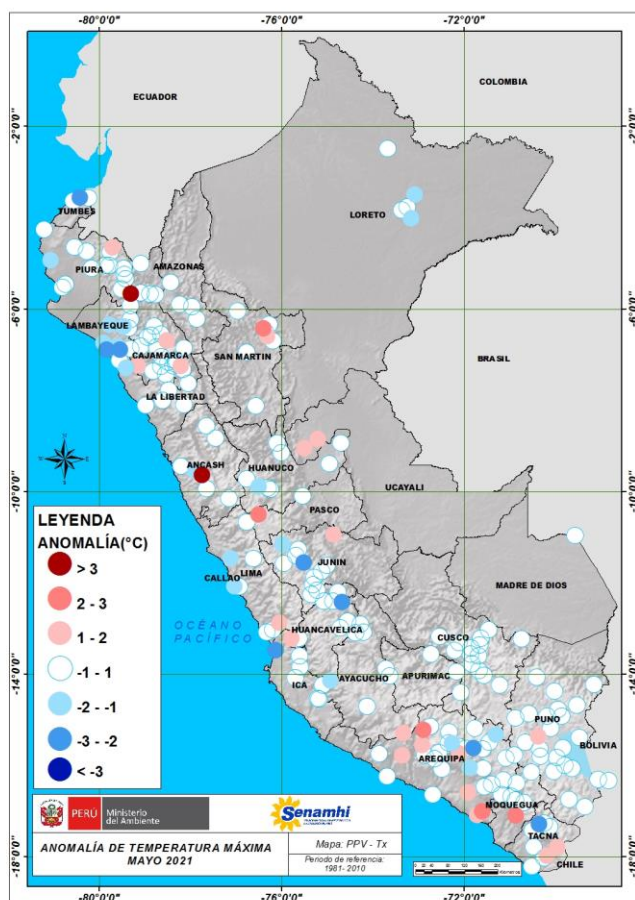 -80°0'0" -76°0'0" -72°0'0"
COLOMBIA
ECUADOR
-2°0'0" -2°0'0"
LORETO
TUMBES
AMAZONAS
PIURA
-6°0'0" -6°0'0"
LAMBAYEQUE
BRASIL
CAJAMARCA
SAN MARTIN
LA LIBERTAD
ANCASH
HUANUCO
UCAYALI
-10°0'0" -10°0'0"
PASCO
LEYENDA
ANOMALÍA(°C)
> 3
2 - 3
1 - 2
-1 - 1
-2 - -1
-3 - -2
< -3
JUNIN
LIMA
CALLAO
MADRE DE DIOS
OCÉANO
PACÍFICO
HUANCAVELICA
CUSCO
-14°0'0" -14°0'0"
ICA
AYACUCHO
APURIMAC
PUNO
BOLIVIA
AREQUIPA
MOQUEGUA
TACNA
CHILE
-18°0'0" -18°0'0"
PERÚ
Ministerio
del Ambiente
Senamhi
ANOMALÍA DE TEMPERATURA MÁXIMA
MAYO 2021
Mapa: PPV - Tx
Periodo de referencia:
1981- 2010
-80°0'0" -76°0'0" -72°0'0"